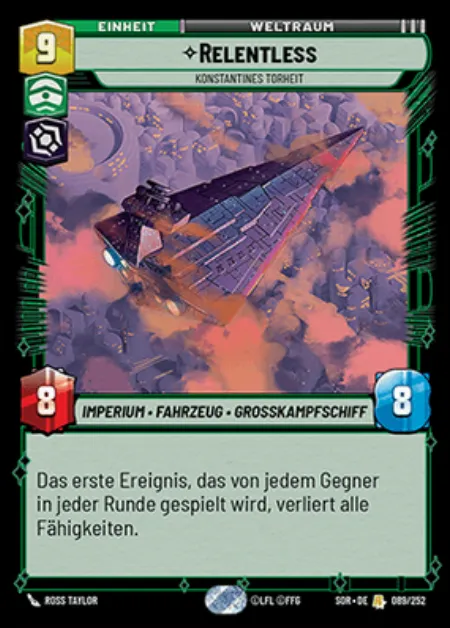 EINHEIT WELTRAUM
9
✧RELENTLESS
KONSTANTINES TORHEIT
8 IMPERIUM • FAHRZEUG • GROSSKAMPFSCHIFF 8
Das erste Ereignis, das von jedem Gegner
in jeder Runde gespielt wird, verliert alle
Fähigkeiten.
ROSS TAYLOR ©LFL ©FFG SOR • DE R 089/252